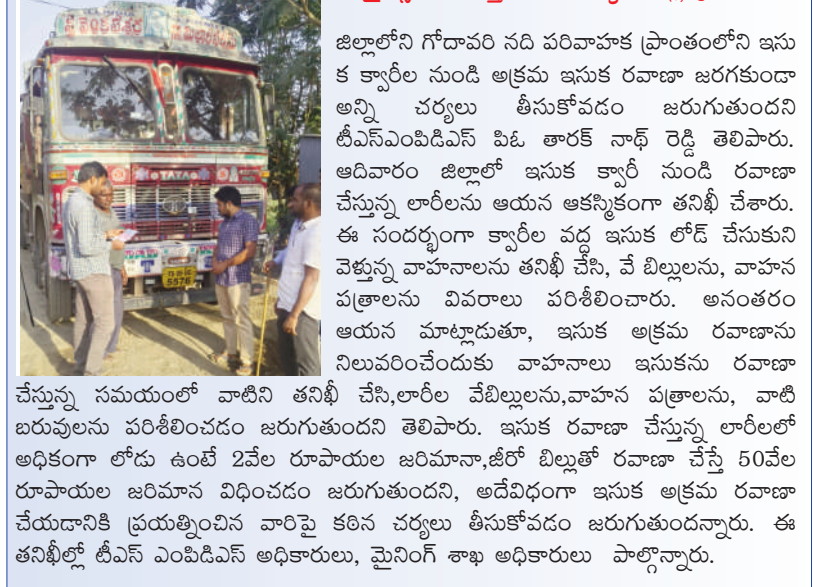 శ్రీ వెంకటేశ్వర
TATA
5576
జిల్లాలోని గోదావరి నది పరివాహక ప్రాంతంలోని ఇసు
క క్వారీల నుండి అక్రమ ఇసుక రవాణా జరగకుండా
అన్ని చర్యలు తీసుకోవడం జరుగుతుందని
టీఎస్ఎంపిడిఎస్ పిఓ తారక్ నాథ్ రెడ్డి తెలిపారు.
ఆదివారం జిల్లాలో ఇసుక క్వారీ నుండి రవాణా
చేస్తున్న లారీలను ఆయన ఆకస్మికంగా తనిఖీ చేశారు.
ఈ సందర్భంగా క్వారీల వద్ద ఇసుక లోడ్ చేసుకుని
వెళ్తున్న వాహనాలను తనిఖీ చేసి, వే బిల్లులను, వాహన
పత్రాలను వివరాలు పరిశీలించారు. అనంతరం
ఆయన మాట్లాడుతూ, ఇసుక అక్రమ రవాణాను
నిలువరించేందుకు వాహనాలు ఇసుకను రవాణా
చేస్తున్న సమయంలో వాటిని తనిఖీ చేసి,లారీల వేబిల్లులను,వాహన పత్రాలను, వాటి
బరువులను పరిశీలించడం జరుగుతుందని తెలిపారు. ఇసుక రవాణా చేస్తున్న లారీలలో
అధికంగా లోడు ఉంటే 2వేల రూపాయల జరిమానా,జీరో బిల్లుతో రవాణా చేస్తే 50వేల
రూపాయల జరిమాన విధించడం జరుగుతుందని, అదేవిధంగా ఇసుక అక్రమ రవాణా
చేయడానికి ప్రయత్నించిన వారిపై కఠిన చర్యలు తీసుకోవడం జరుగుతుందన్నారు. ఈ
తనిఖీల్లో టీఎస్ ఎంపిడిఎస్ అధికారులు, మైనింగ్ శాఖ అధికారులు పాల్గొన్నారు.